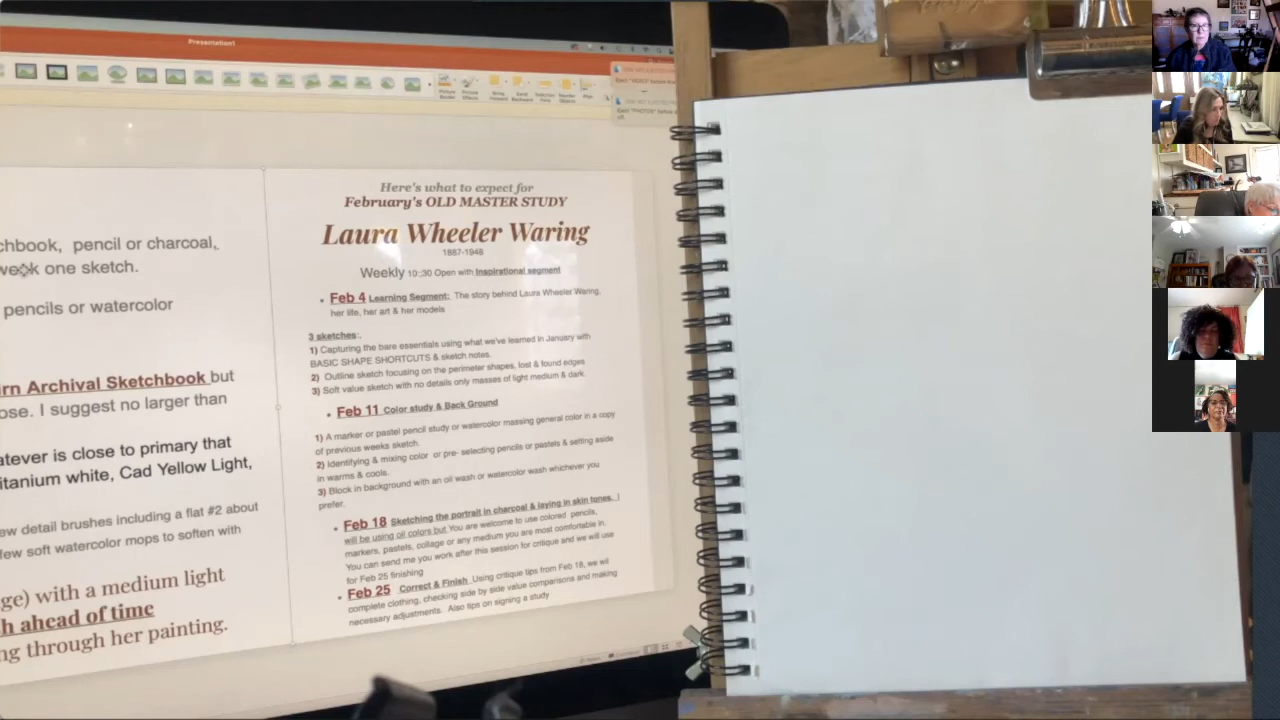 Presentation1
chbook, pencil or charcoal,
week one sketch.
pencils or watercolor
rn Archival Sketchbook but
ose. I suggest no larger than
atever is close to primary that
itanium white, Cad Yellow Light,
ew detail brushes including a flat #2 about
few soft watercolor mops to soften with
ge) with a medium light
h ahead of time
ng through her painting.
Here's what to expect for
February's OLD MASTER STUDY
Laura Wheeler Waring
1887-1948
Weekly 10:;30 Open with Inspirational segment
• Feb 4 Learning Segment: The story behind Laura Wheeler Waring,
her life, her art & her models
3 sketches:.
1) Capturing the bare essentials using what we've learned in January with
BASIC SHAPE SHORTCUTS & sketch notes.
2) Outline sketch focusing on the perimeter shapes, lost & found edges
3) Soft value sketch with no details only masses of light medium & dark.
• Feb 11 Color study & Back Ground
1) A marker or pastel pencil study or watercolor massing general color in a copy
of previous weeks sketch.
2) Identifying & mixing color or pre- selecting pencils or pastels & setting aside
in warms & cools.
3) Block in background with an oil wash or watercolor wash whichever you
prefer.
• Feb 18 Sketching the portrait in charcoal & laying in skin tones. I
will be using oil colors but You are welcome to use colored pencils,
markers, pastels, collage or any medium you are most comfortable in.
You can send me you work after this session for critique and we will use
for Feb 25 finishing
• Feb 25 Correct & Finish Using critique tips from Feb 18, we will
complete clothing, checking side by side value comparisons and making
necessary adjustments. Also tips on signing a study